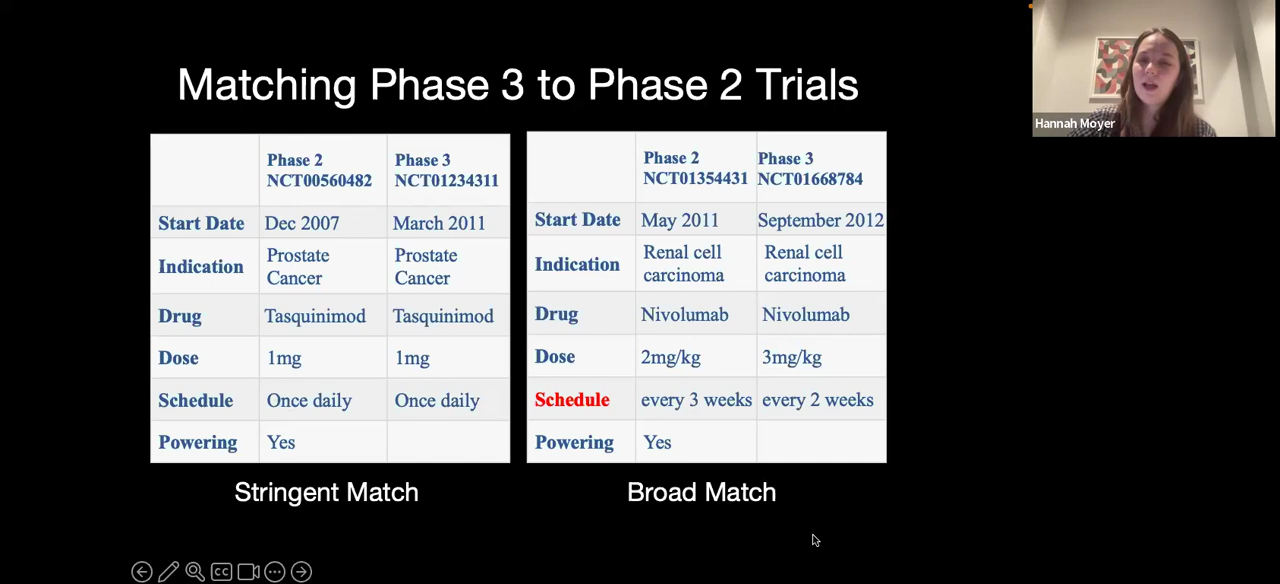 Matching Phase 3 to Phase 2 Trials
Hannah Moyer
Phase 2 Phase 3
NCT00560482 NCT01234311
Start Date Dec 2007 March 2011
Indication Prostate Cancer Prostate Cancer
Drug Tasquinimod Tasquinimod
Dose 1mg 1mg
Schedule Once daily Once daily
Powering Yes
Stringent Match
Phase 2 Phase 3
NCT01354431 NCT01668784
Start Date May 2011 September 2012
Indication Renal cell carcinoma Renal cell carcinoma
Drug Nivolumab Nivolumab
Dose 2mg/kg 3mg/kg
Schedule every 3 weeks every 2 weeks
Powering Yes
Broad Match
CC